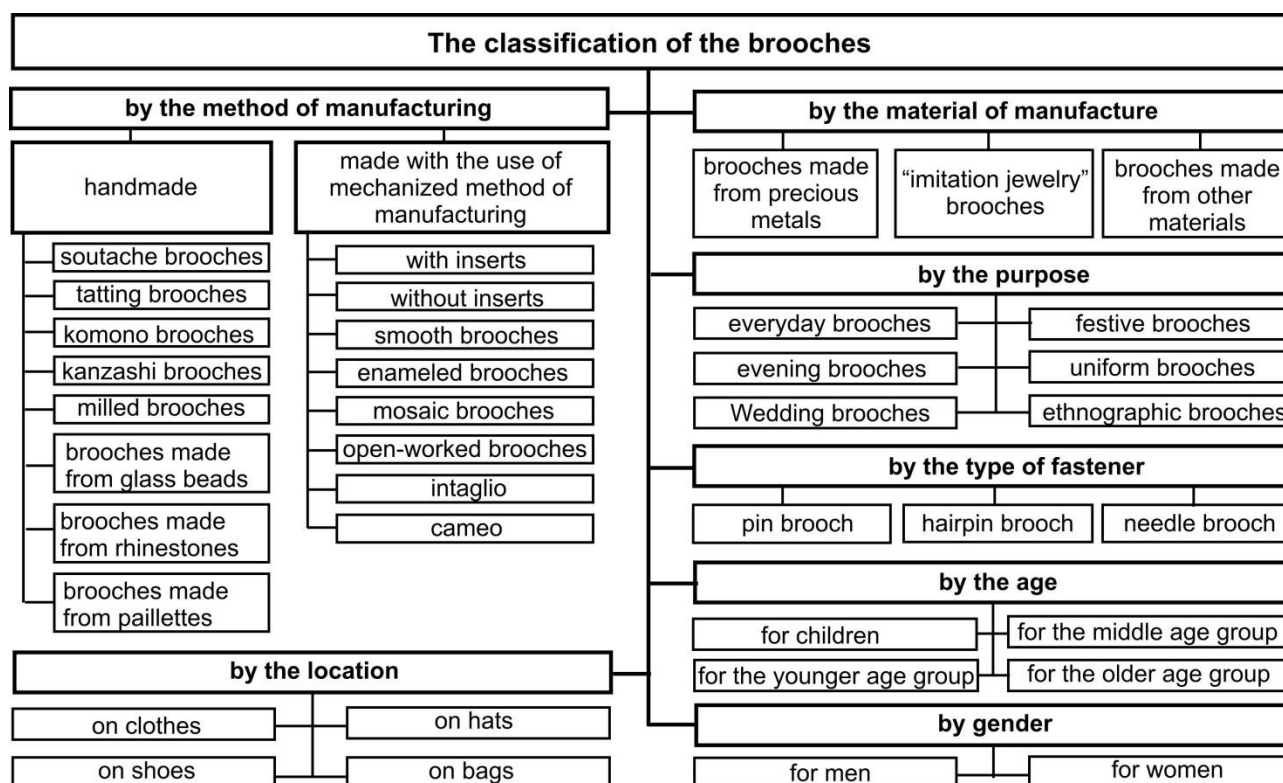 The classification of the brooches
by the method of manufacturing
handmade
soutache brooches
tatting brooches
komono brooches
kanzashi brooches
milled brooches
brooches made
from glass beads
brooches made
from rhinestones
brooches made
from paillettes
made with the use of
mechanized method of
manufacturing
with inserts
without inserts
smooth brooches
enameled brooches
mosaic brooches
open-worked brooches
intaglio
cameo
by the location
on clothes
on hats
on shoes
on bags
by the material of manufacture
brooches made
from precious
metals
“imitation jewelry”
brooches
brooches made
from other
materials
by the purpose
everyday brooches
festive brooches
evening brooches
uniform brooches
Wedding brooches
ethnographic brooches
by the type of fastener
pin brooch
hairpin brooch
needle brooch
by the age
for children
for the middle age group
for the younger age group
for the older age group
by gender
for men
for women